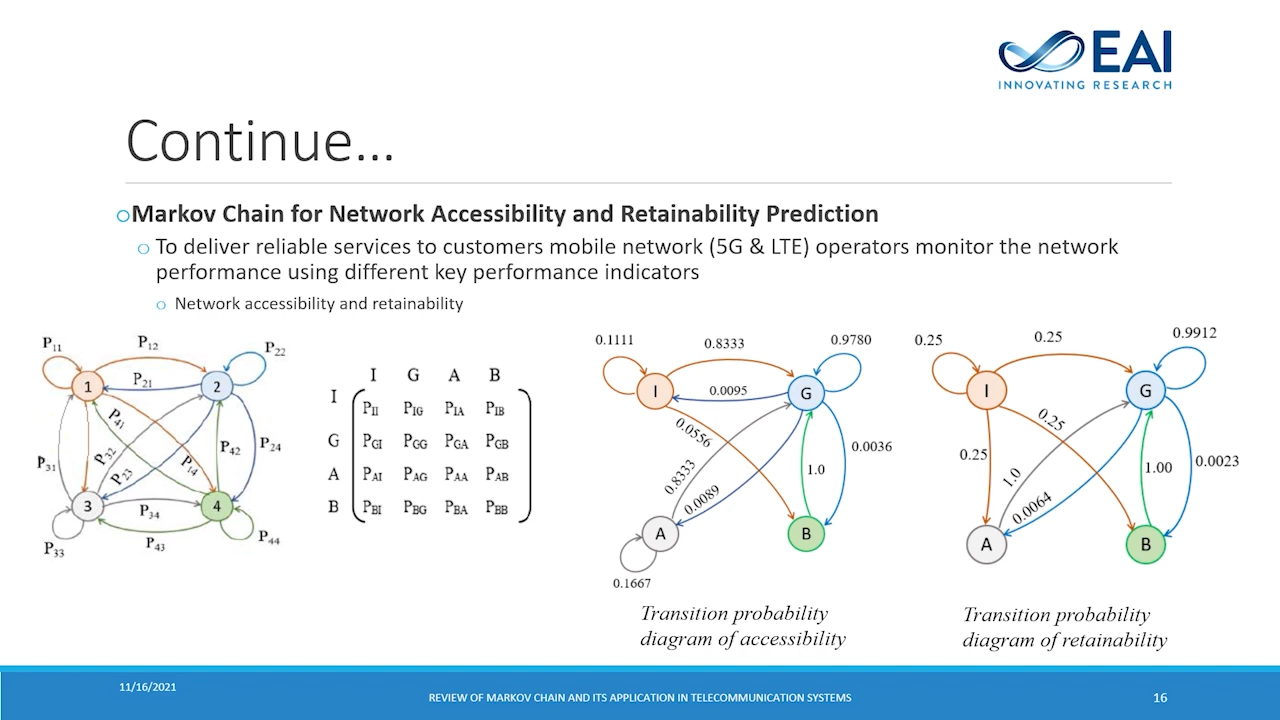 EAI
INNOVATING RESEARCH
Continue...
Markov Chain for Network Accessibility and Retainability Prediction
To deliver reliable services to customers mobile network (5G & LTE) operators monitor the network
performance using different key performance indicators
Network accessibility and retainability
P11
P12
P22
1
P21
2
P41
P31
P32
P23
P14
P42
P24
3
P34
4
P33
P43
P44
I G A B
I PII PIG PIA PIB
G PGI PGG PGA PGB
A PAI PAG PAA PAB
B PBI PBG PBA PBB
0.1111
0.8333
0.9780
I
0.0095
G
0.0556
0.0036
0.8333
0.0089
1.0
A
B
0.1667
Transition probability
diagram of accessibility
0.25
0.25
0.9912
I
G
0.25
0.25
1.0
0.0064
1.00
0.0023
A
B
Transition probability
diagram of retainability
11/16/2021
REVIEW OF MARKOV CHAIN AND ITS APPLICATION IN TELECOMMUNICATION SYSTEMS
16